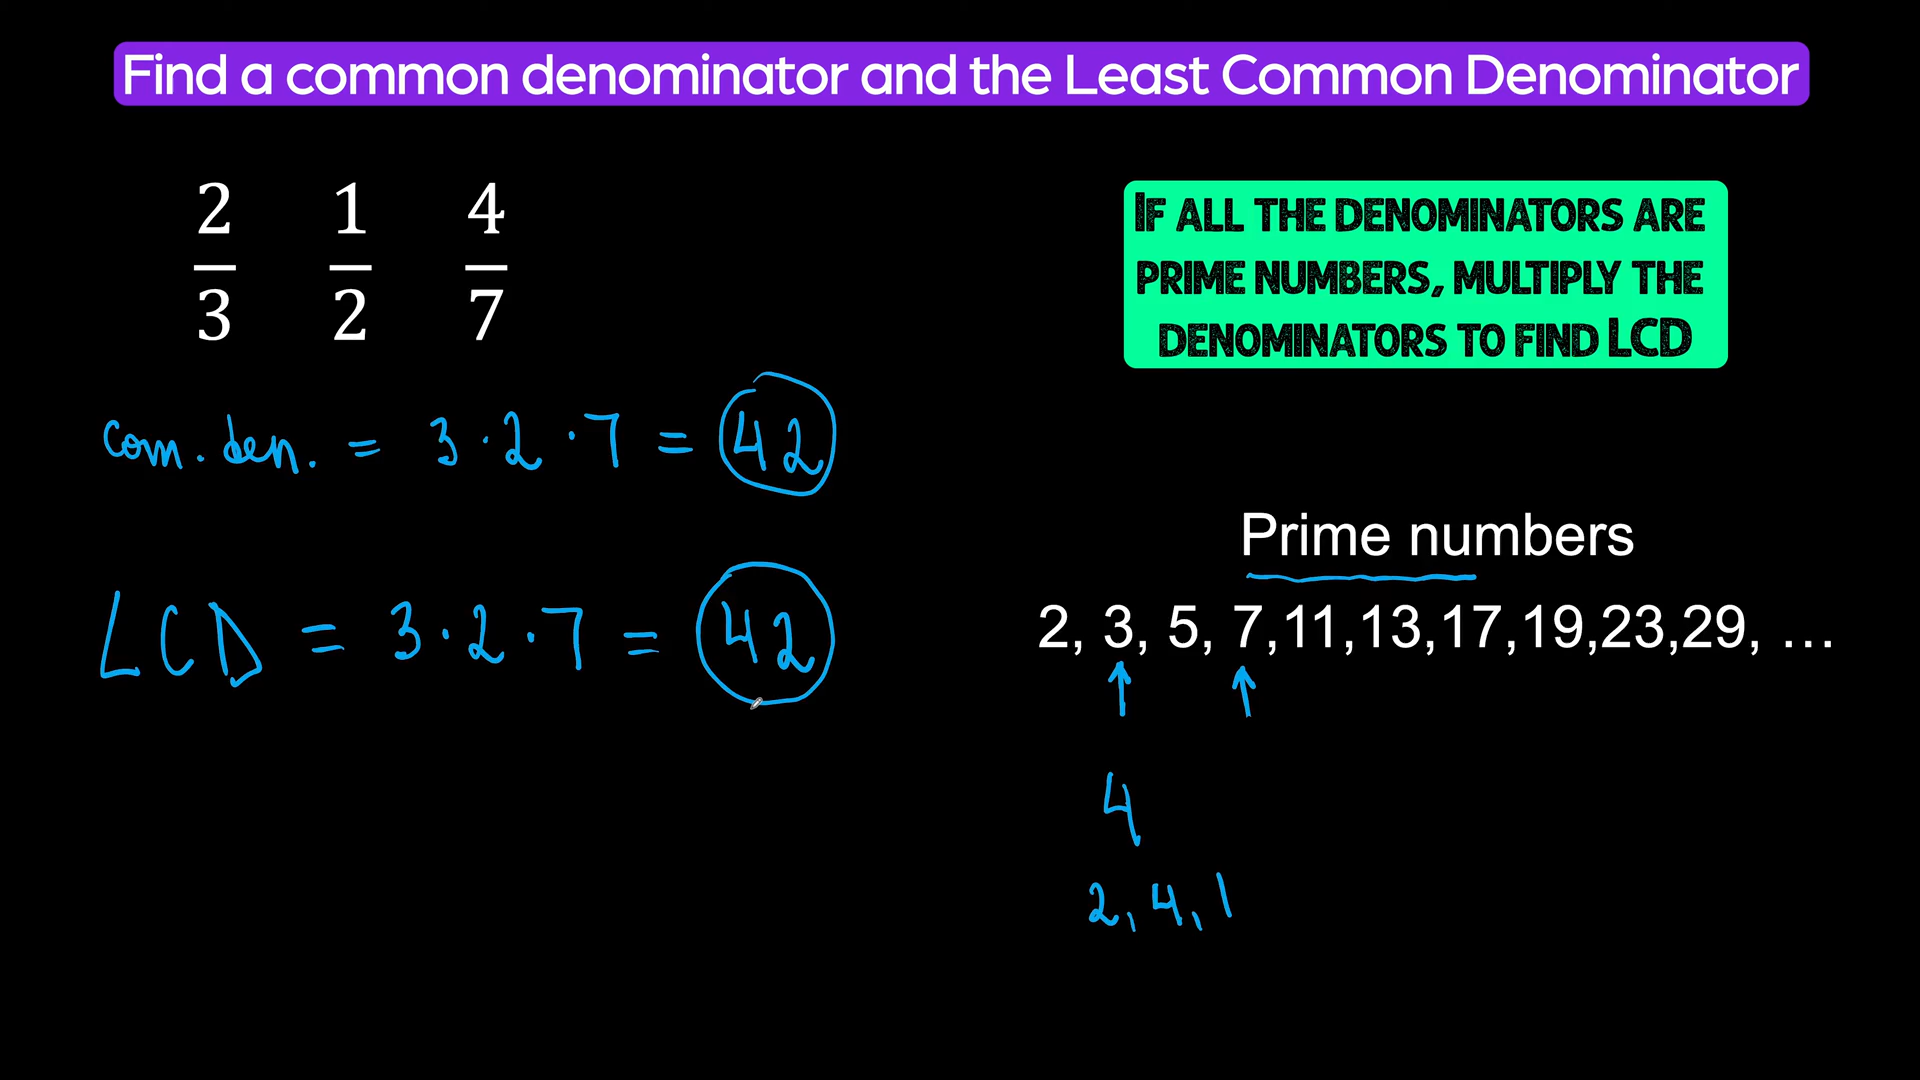 Find a common denominator and the Least Common Denominator
2/3 1/2 4/7
If all the denominators are
prime numbers, multiply the
denominators to find LCD
com. den. = 3 · 2 · 7 = 42
LCD = 3 · 2 · 7 = 42
Prime numbers
2, 3, 5, 7,11,13,17,19,23,29, …
4
2, 4, 1